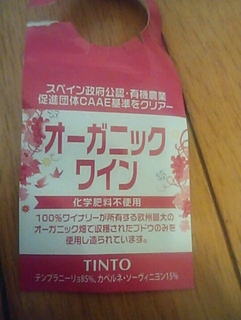 スペイン政府公認・有機農業
促進団体CAAE基準をクリアー
オーガニック
ワイン
化学肥料不使用
100%ワイナリーが所有する欧州最大の
オーガニック畑で収穫されたブドウのみを
使用し造られています。
TINTO
テンプラニーリョ85%, カベルネ・ソーヴィニヨン15%